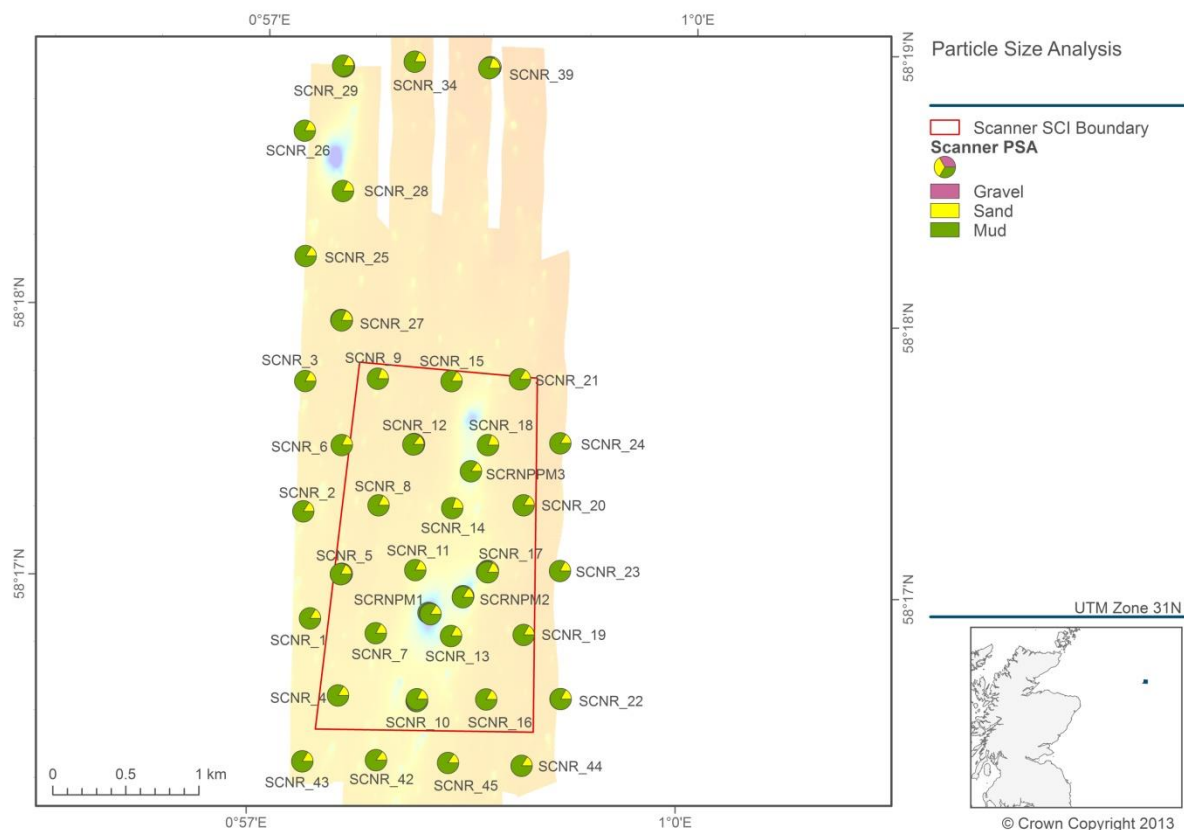 0°57'E
1°0'E
58°19'N
58°18'N
58°18'N
58°17'N
58°17'N
0°57'E
1°0'E
SCNR_29
SCNR_34
SCNR_39
SCNR_26
SCNR_28
SCNR_25
SCNR_27
SCNR_3
SCNR_9
SCNR_15
SCNR_21
SCNR_12
SCNR_18
SCNR_6
SCNR_24
SCRNPPM3
SCNR_2
SCNR_8
SCNR_20
SCNR_14
SCNR_11
SCNR_17
SCNR_5
SCNR_23
SCRNPM1
SCRNPM2
SCNR_1
SCNR_7
SCNR_13
SCNR_19
SCNR_4
SCNR_10
SCNR_16
SCNR_22
SCNR_43
SCNR_42
SCNR_45
SCNR_44
0 0.5 1 km
Particle Size Analysis
Scanner SCI Boundary
Scanner PSA
Gravel
Sand
Mud
UTM Zone 31N
© Crown Copyright 2013